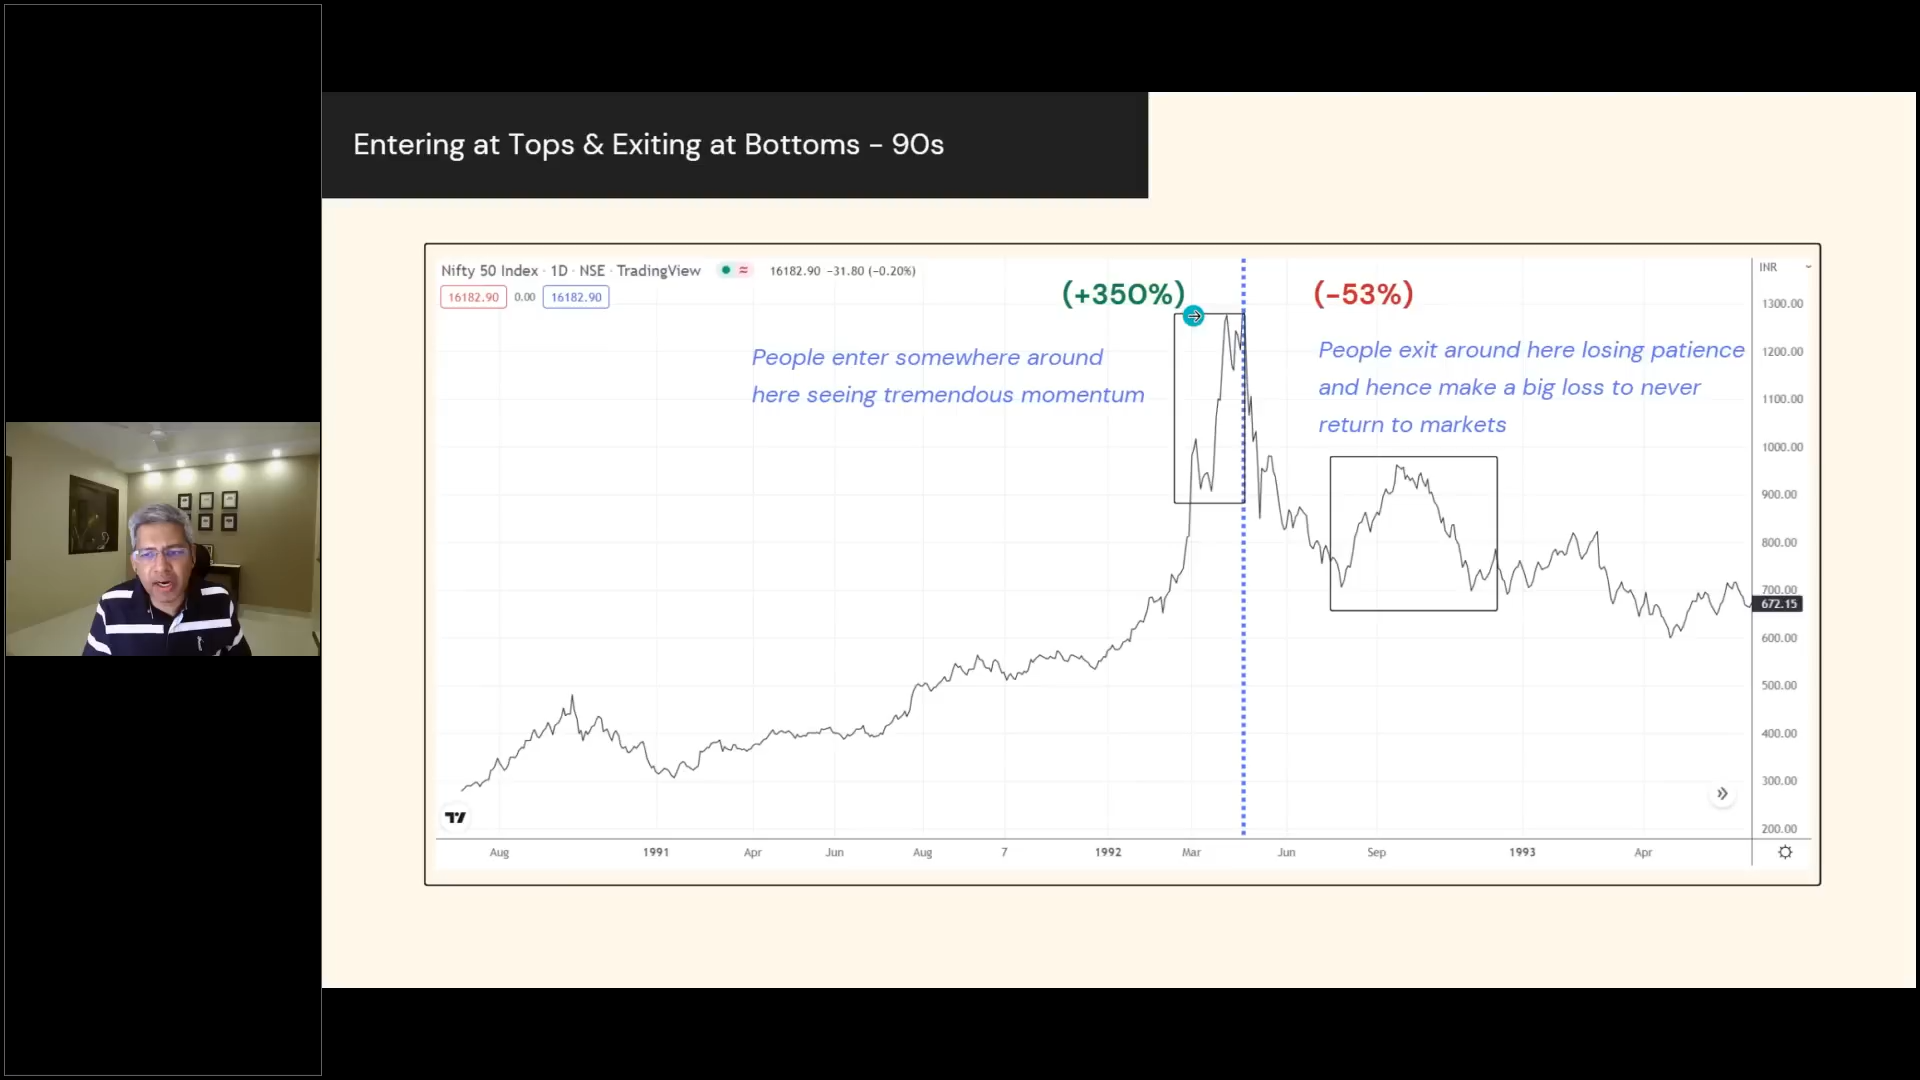 Entering at Tops & Exiting at Bottoms - 90s
Nifty 50 Index · 1D · NSE · TradingView
16182.90 −31.80 (−0.20%)
16182.90 0.00 16182.90
(+350%)
(-53%)
INR
People enter somewhere around
here seeing tremendous momentum
People exit around here losing patience
and hence make a big loss to never
return to markets
1300.00
1200.00
1100.00
1000.00
900.00
800.00
700.00
672.15
600.00
500.00
400.00
300.00
200.00
Aug 1991 Apr Jun Aug 7 1992 Mar Jun Sep 1993 Apr